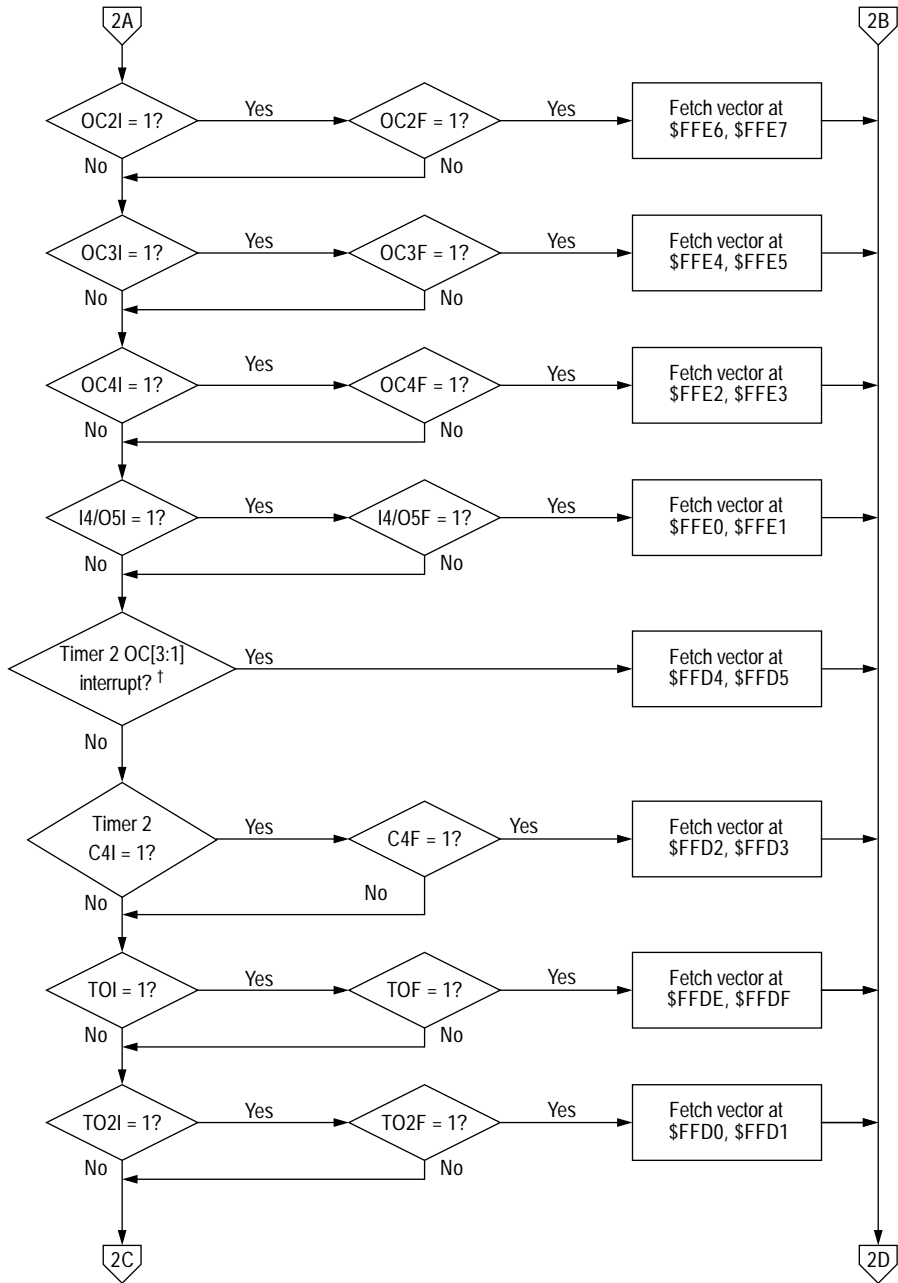 2A
2B
OC2I = 1?
Yes
OC2F = 1?
Yes
Fetch vector at
$FFE6, $FFE7
No
No
OC3I = 1?
Yes
OC3F = 1?
Yes
Fetch vector at
$FFE4, $FFE5
No
No
OC4I = 1?
Yes
OC4F = 1?
Yes
Fetch vector at
$FFE2, $FFE3
No
No
I4/O5I = 1?
Yes
I4/O5F = 1?
Yes
Fetch vector at
$FFE0, $FFE1
No
No
Timer 2 OC[3:1]
interrupt? †
Yes
Fetch vector at
$FFD4, $FFD5
No
Timer 2
C4I = 1?
Yes
C4F = 1?
Yes
Fetch vector at
$FFD2, $FFD3
No
No
TOI = 1?
Yes
TOF = 1?
Yes
Fetch vector at
$FFDE, $FFDF
No
No
TO2I = 1?
Yes
TO2F = 1?
Yes
Fetch vector at
$FFD0, $FFD1
No
No
2C
2D